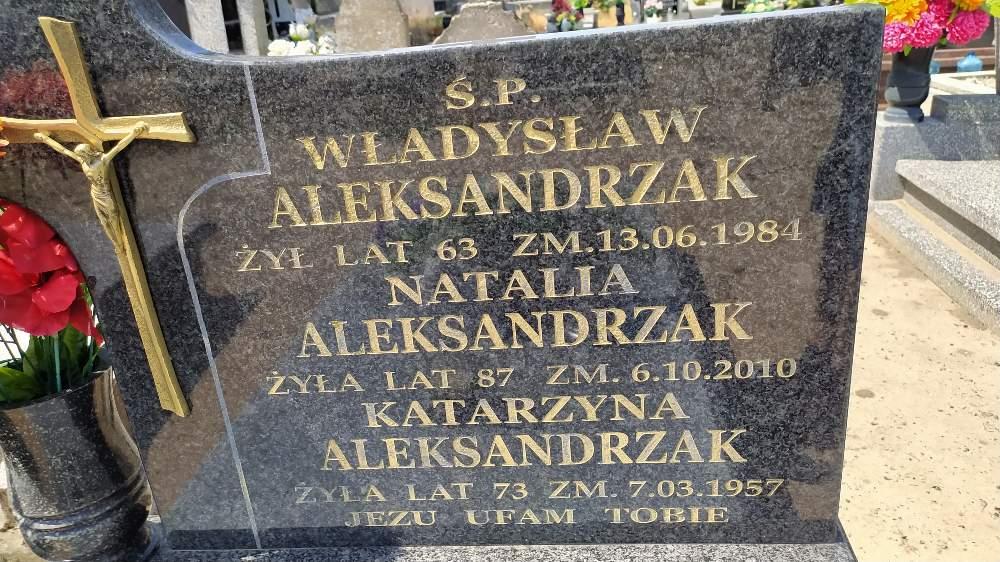 Ś.P.
WŁADYSŁAW
ALEKSANDRZAK
ŻYŁ LAT 63 ZM.13.06.1984
NATALIA
ALEKSANDRZAK
ŻYŁA LAT 87 ZM. 6.10.2010
KATARZYNA
ALEKSANDRZAK
ŻYŁA LAT 73 ZM. 7.03.1957
JEZU UFAM TOBIE